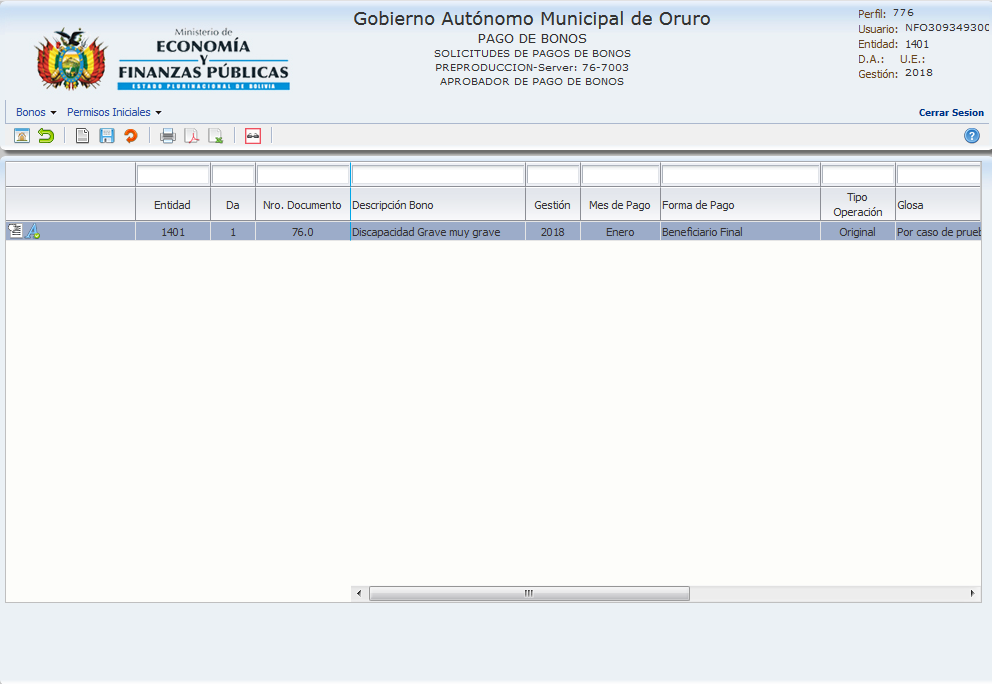 Ministerio de
ECONOMÍA
Y
FINANZAS PÚBLICAS
ESTADO PLURINACIONAL DE BOLIVIA
Gobierno Autónomo Municipal de Oruro
PAGO DE BONOS
SOLICITUDES DE PAGOS DE BONOS
PREPRODUCCION-Server: 76-7003
APROBADOR DE PAGO DE BONOS
Perfil: 776
Usuario: NFO30934930
Entidad: 1401
D.A.: U.E.:
Gestión: 2018
Bonos Permisos Iniciales Cerrar Sesion
Entidad Da Nro. Documento Descripción Bono Gestión Mes de Pago Forma de Pago Tipo Operación Glosa
1401 1 76.0 Discapacidad Grave muy grave 2018 Enero Beneficiario Final Original Por caso de prueb